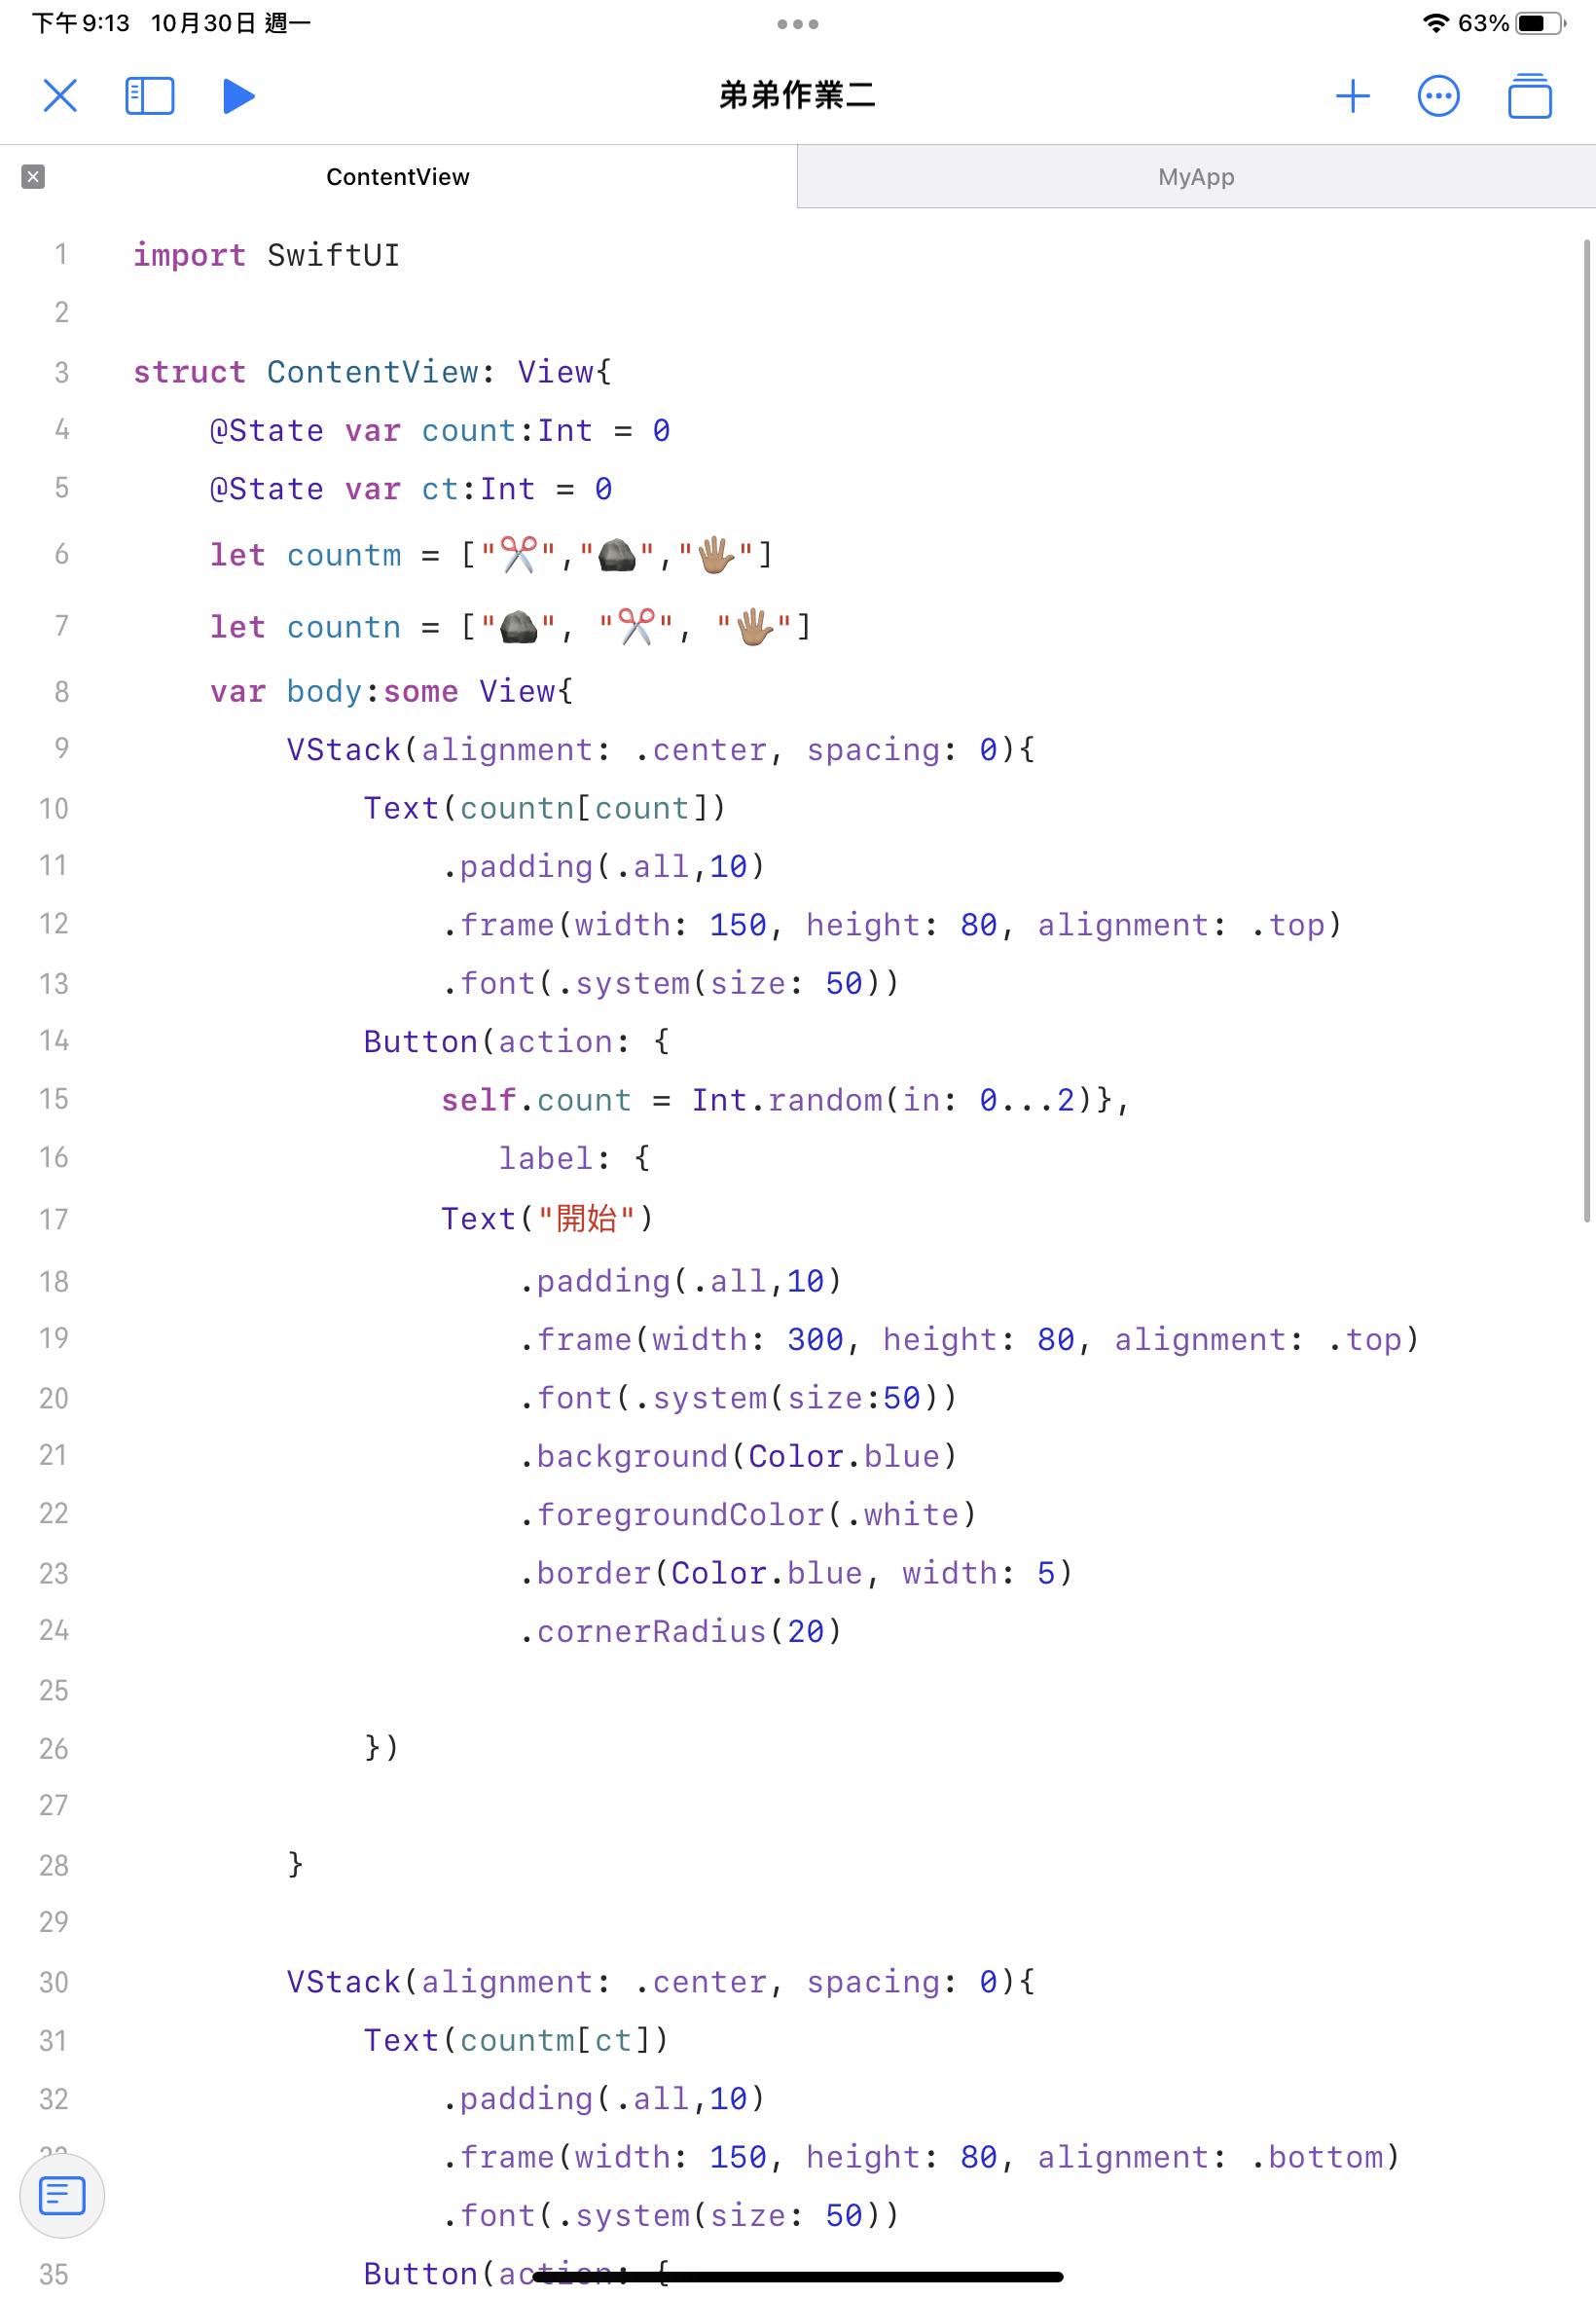 下午9:13 10月30日 週一 63%
弟弟作業二
ContentView MyApp
1 import SwiftUI
2
3 struct ContentView: View{
4 @State var count:Int = 0
5 @State var ct:Int = 0
6 let countm = ["✂️","🪨","🖐🏽"]
7 let countn = ["🪨", "✂️", "🖐🏽"]
8 var body:some View{
9 VStack(alignment: .center, spacing: 0){
10 Text(countn[count])
11 .padding(.all,10)
12 .frame(width: 150, height: 80, alignment: .top)
13 .font(.system(size: 50))
14 Button(action: {
15 self.count = Int.random(in: 0...2)},
16 label: {
17 Text("開始")
18 .padding(.all,10)
19 .frame(width: 300, height: 80, alignment: .top)
20 .font(.system(size:50))
21 .background(Color.blue)
22 .foregroundColor(.white)
23 .border(Color.blue, width: 5)
24 .cornerRadius(20)
25
26 })
27
28 }
29
30 VStack(alignment: .center, spacing: 0){
31 Text(countm[ct])
32 .padding(.all,10)
.frame(width: 150, height: 80, alignment: .bottom)
.font(.system(size: 50))
35 Button(action: {